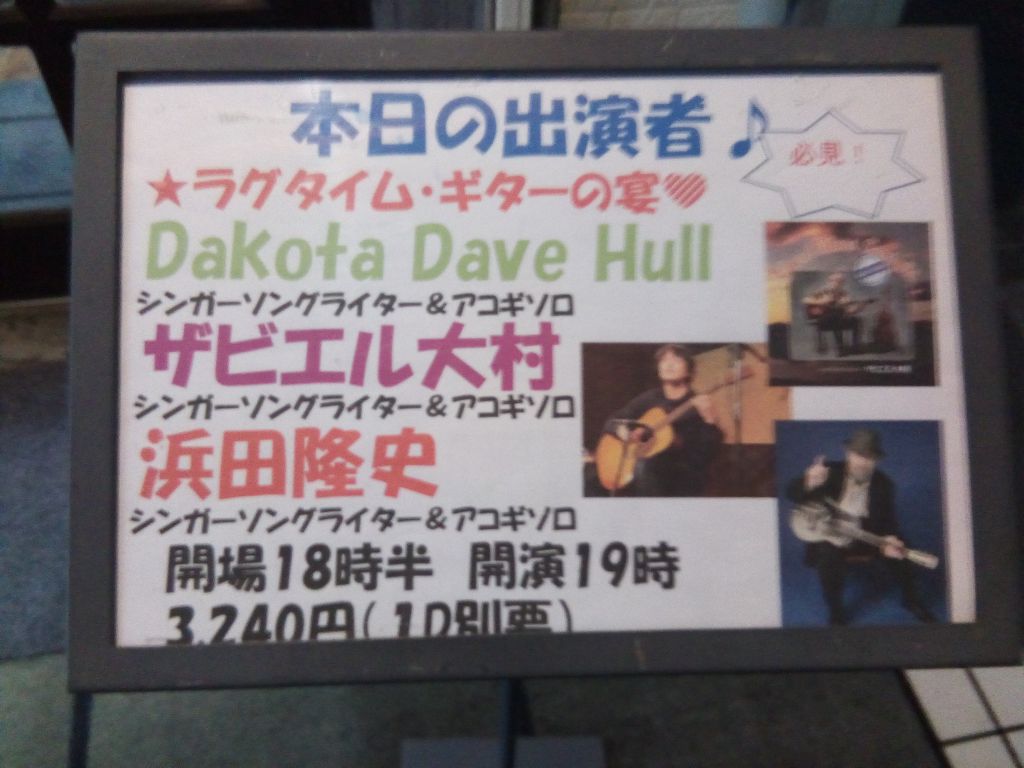 本日の出演者♪
必見!!
★ラグタイム・ギターの宴♥
Dakota Dave Hull
シンガーソングライター&アコギソロ
ザビエル大村
シンガーソングライター&アコギソロ
浜田隆史
シンガーソングライター&アコギソロ
開場18時半 開演19時
3,240円(1D別要)